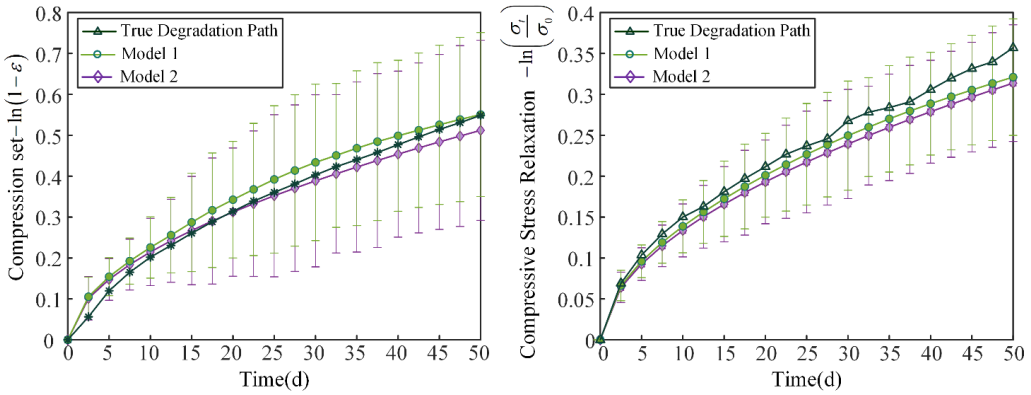 Compression set−ln(1−ε)
0.8
0.7
0.6
0.5
0.4
0.3
0.2
0.1
0
True Degradation Path
Model 1
Model 2
0 5 10 15 20 25 30 35 40 45 50
Time(d)
Compressive Stress Relaxation −ln(σt/σ0)
0.4
0.35
0.3
0.25
0.2
0.15
0.1
0.05
0
True Degradation Path
Model 1
Model 2
0 5 10 15 20 25 30 35 40 45 50
Time(d)